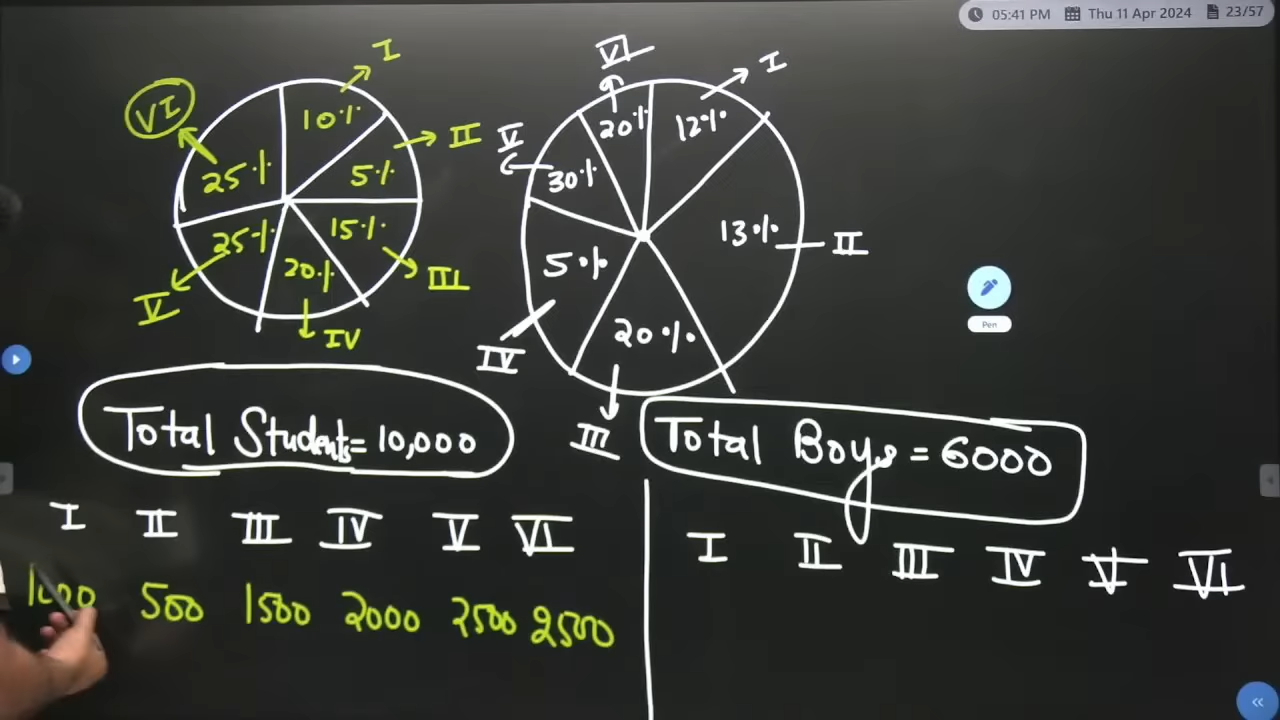 05:41 PM Thu 11 Apr 2024 23/57
I
10%
II
5%
III
15%
IV
20%
V
25%
VI
25%
VI
20%
I
12%
V
30%
II
13%
IV
5%
III
20%
Pen
Total Students = 10,000
Total Boys = 6000
I II III IV V VI
1000 500 1500 2000 2500 2500
I II III IV V VI